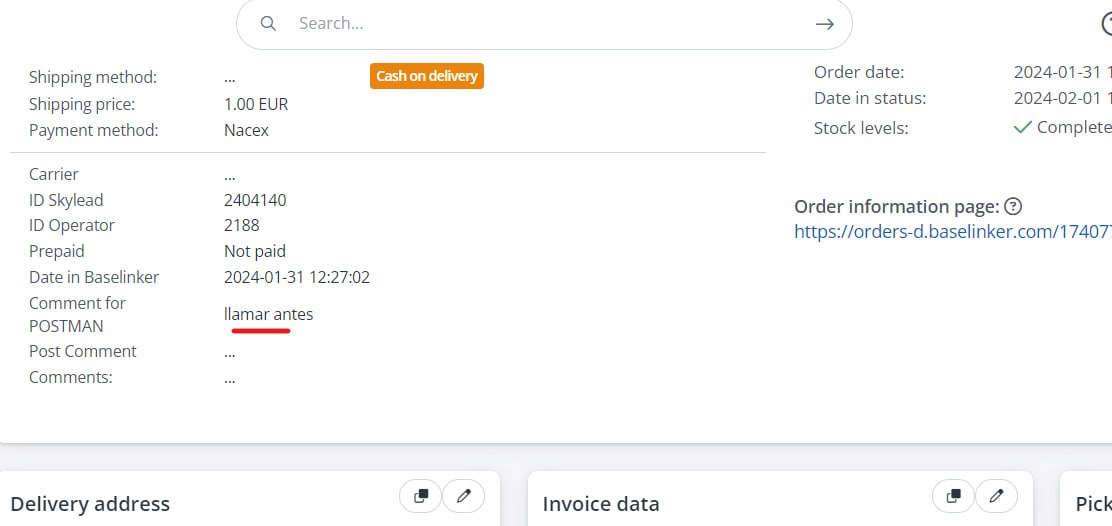 Search...
Shipping method: ... Cash on delivery
Shipping price: 1.00 EUR
Payment method: Nacex
Order date: 2024-01-31 1
Date in status: 2024-02-01 1
Stock levels: Complete
Carrier ...
ID Skylead 2404140
ID Operator 2188
Prepaid Not paid
Date in Baselinker 2024-01-31 12:27:02
Comment for
POSTMAN llamar antes
Post Comment ...
Comments: ...
Order information page: ?
https://orders-d.baselinker.com/17407
Delivery address
Invoice data
Pick